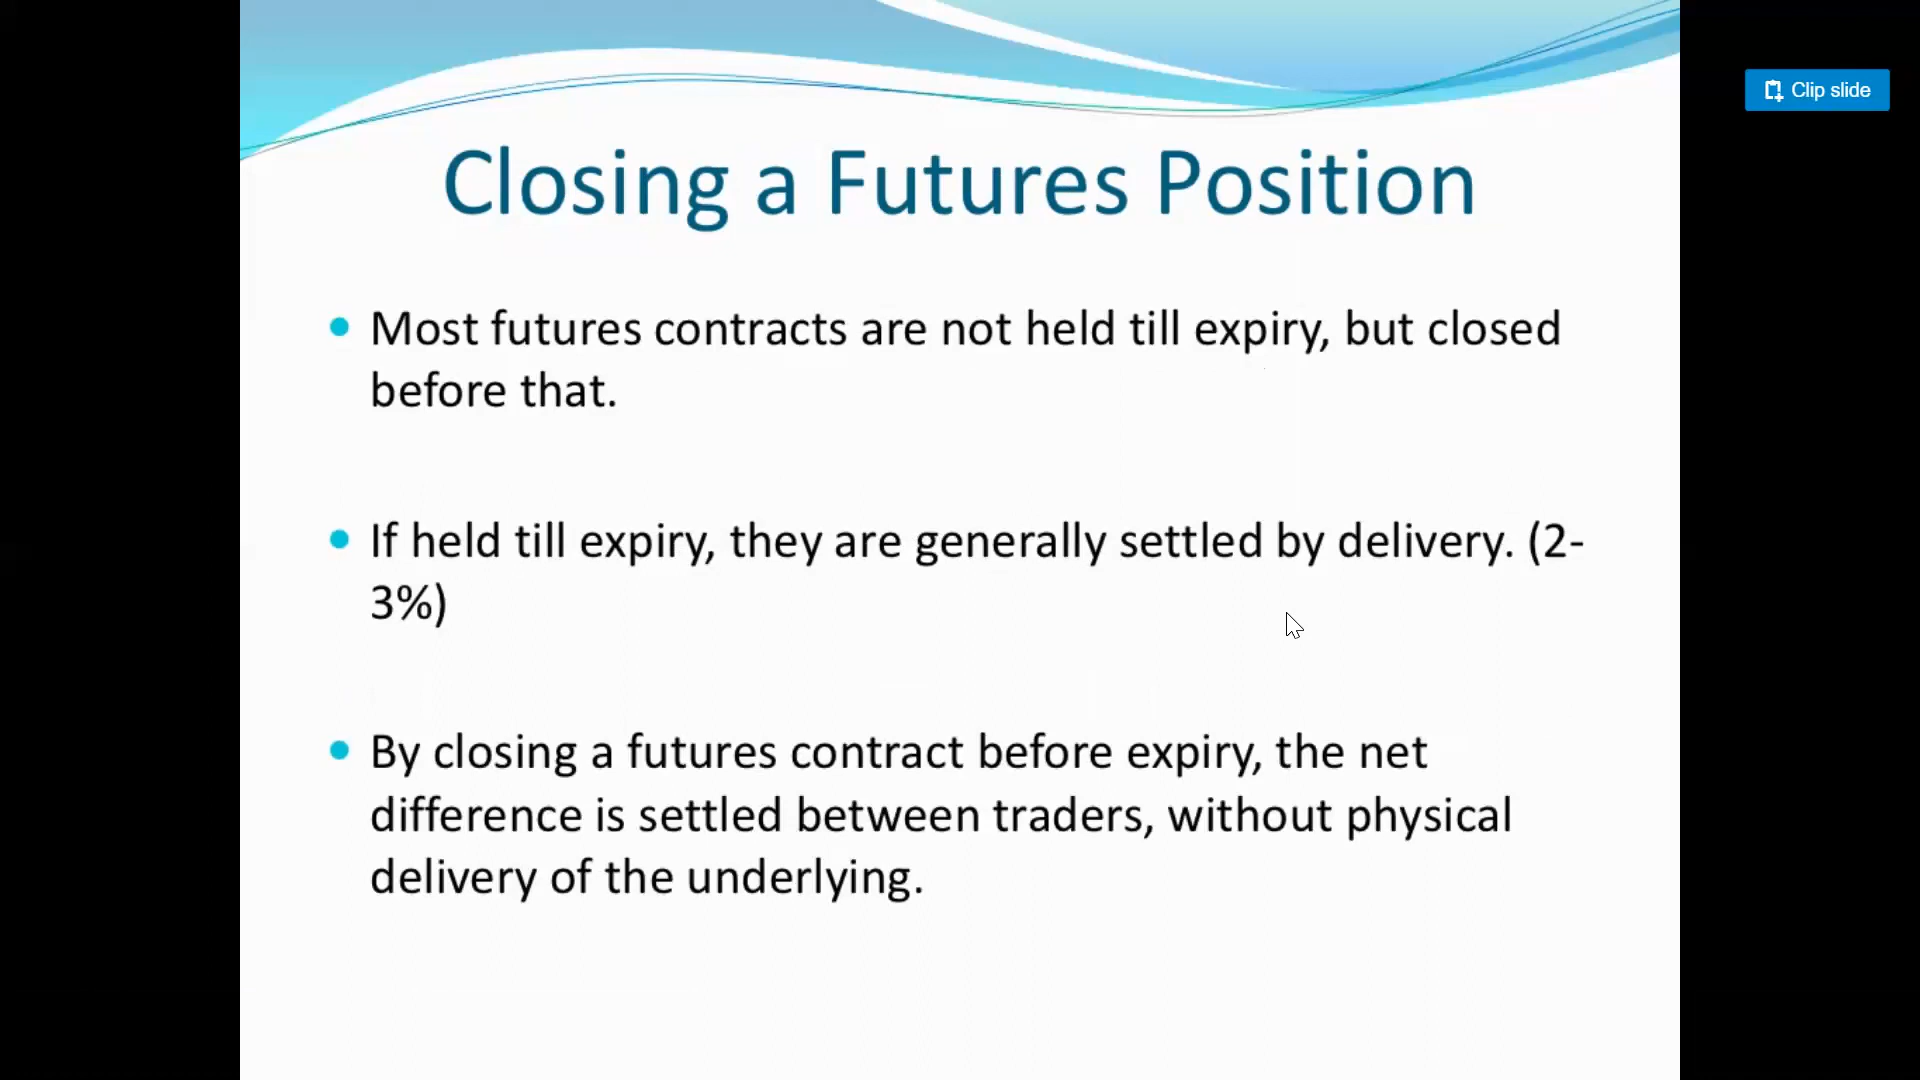 Clip slide
Closing a Futures Position
Most futures contracts are not held till expiry, but closed
before that.
If held till expiry, they are generally settled by delivery. (2-
3%)
By closing a futures contract before expiry, the net
difference is settled between traders, without physical
delivery of the underlying.